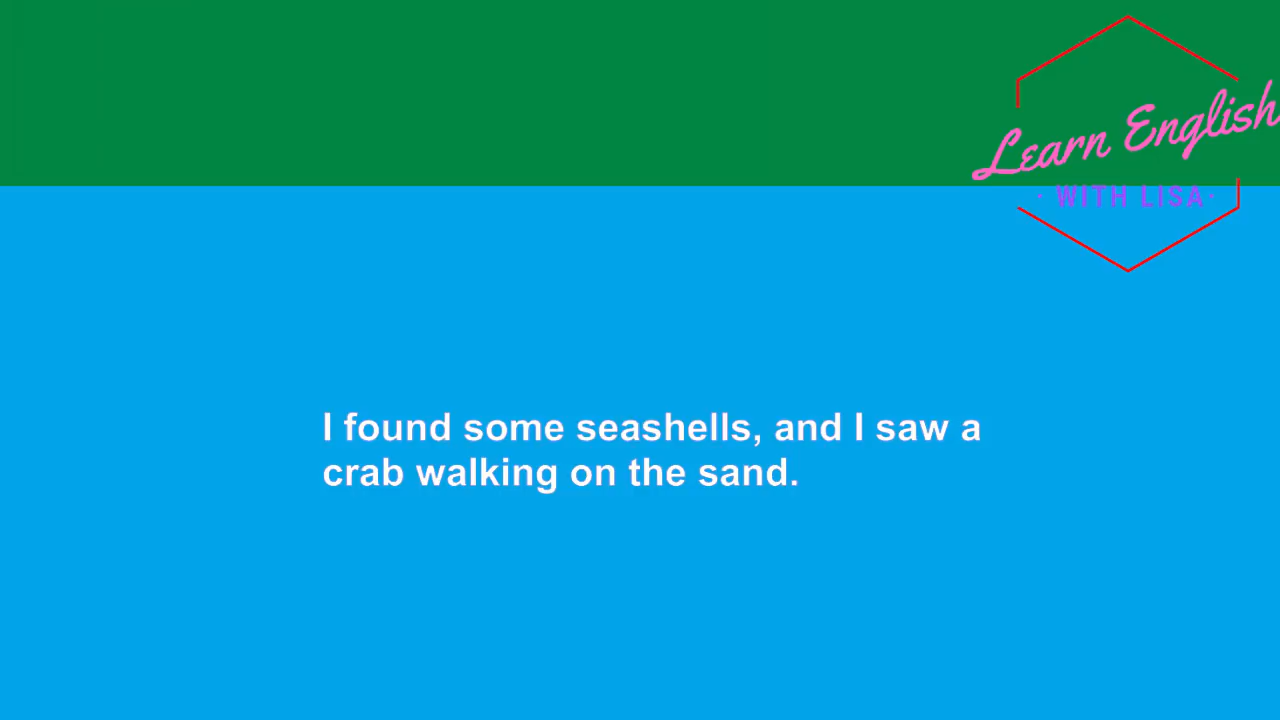 Learn English
· WITH LISA ·
I found some seashells, and I saw a
crab walking on the sand.